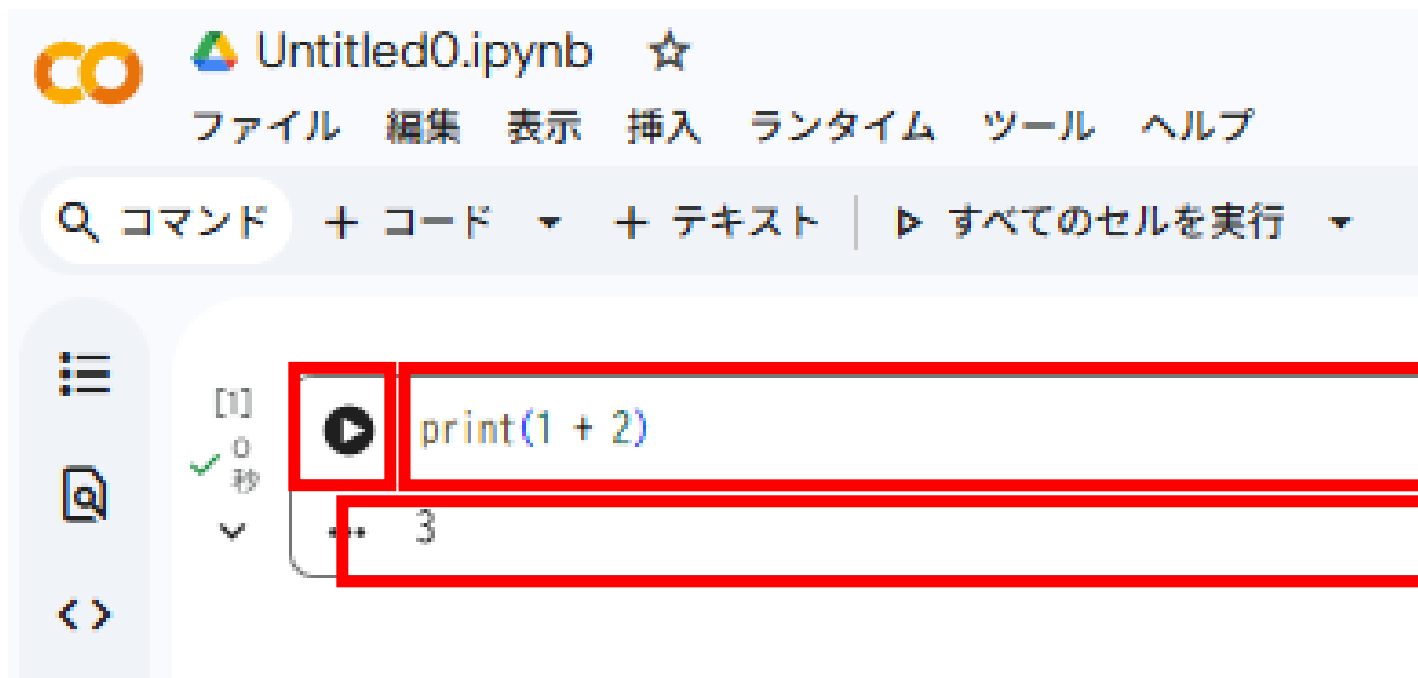 CO Untitled0.ipynb
ファイル 編集 表示 挿入 ランタイム ツール ヘルプ
コマンド + コード + テキスト すべてのセルを実行
[1] print(1 + 2)
0
秒
3